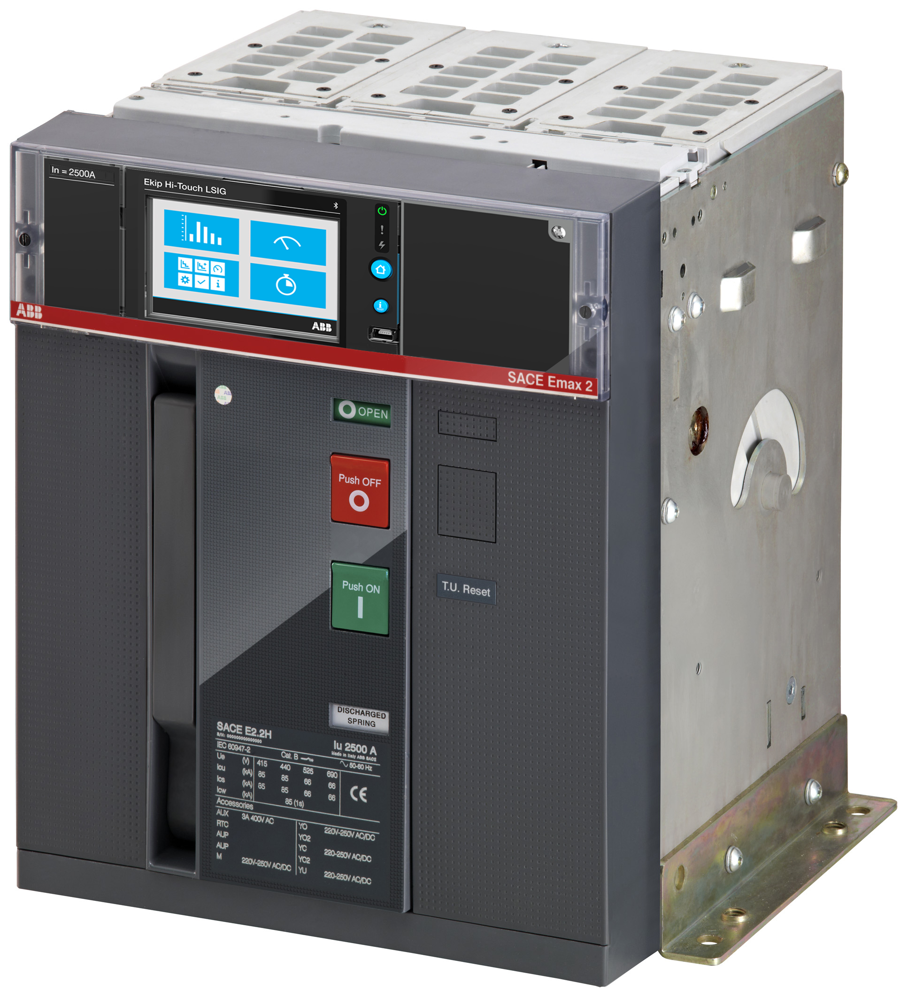 In = 2500A
Ekip Hi-Touch LSIG
TEST
ABB
ABB
SACE Emax 2
OPEN
Push OFF
Push ON
T.U. Reset
DISCHARGED
SPRING
SACE E2.2H
S/N: 000000000000000
Iu 2500 A
Made in Italy ABB SACE
IEC 60947-2 Cat. B 50-60 Hz
Ue (V) 415 440 525 690
Icu (kA) 85 85 66 66
Ics (kA) 85 85 66 66
Icw (kA) 85 (1s)
CE
Accessories
AUX 3A 400V AC
RTC
AUP
AUP
M 220V-250V AC/DC
YO 220V-250V AC/DC
YO2
YC 220-250V AC/DC
YC2
YU 220-250V AC/DC